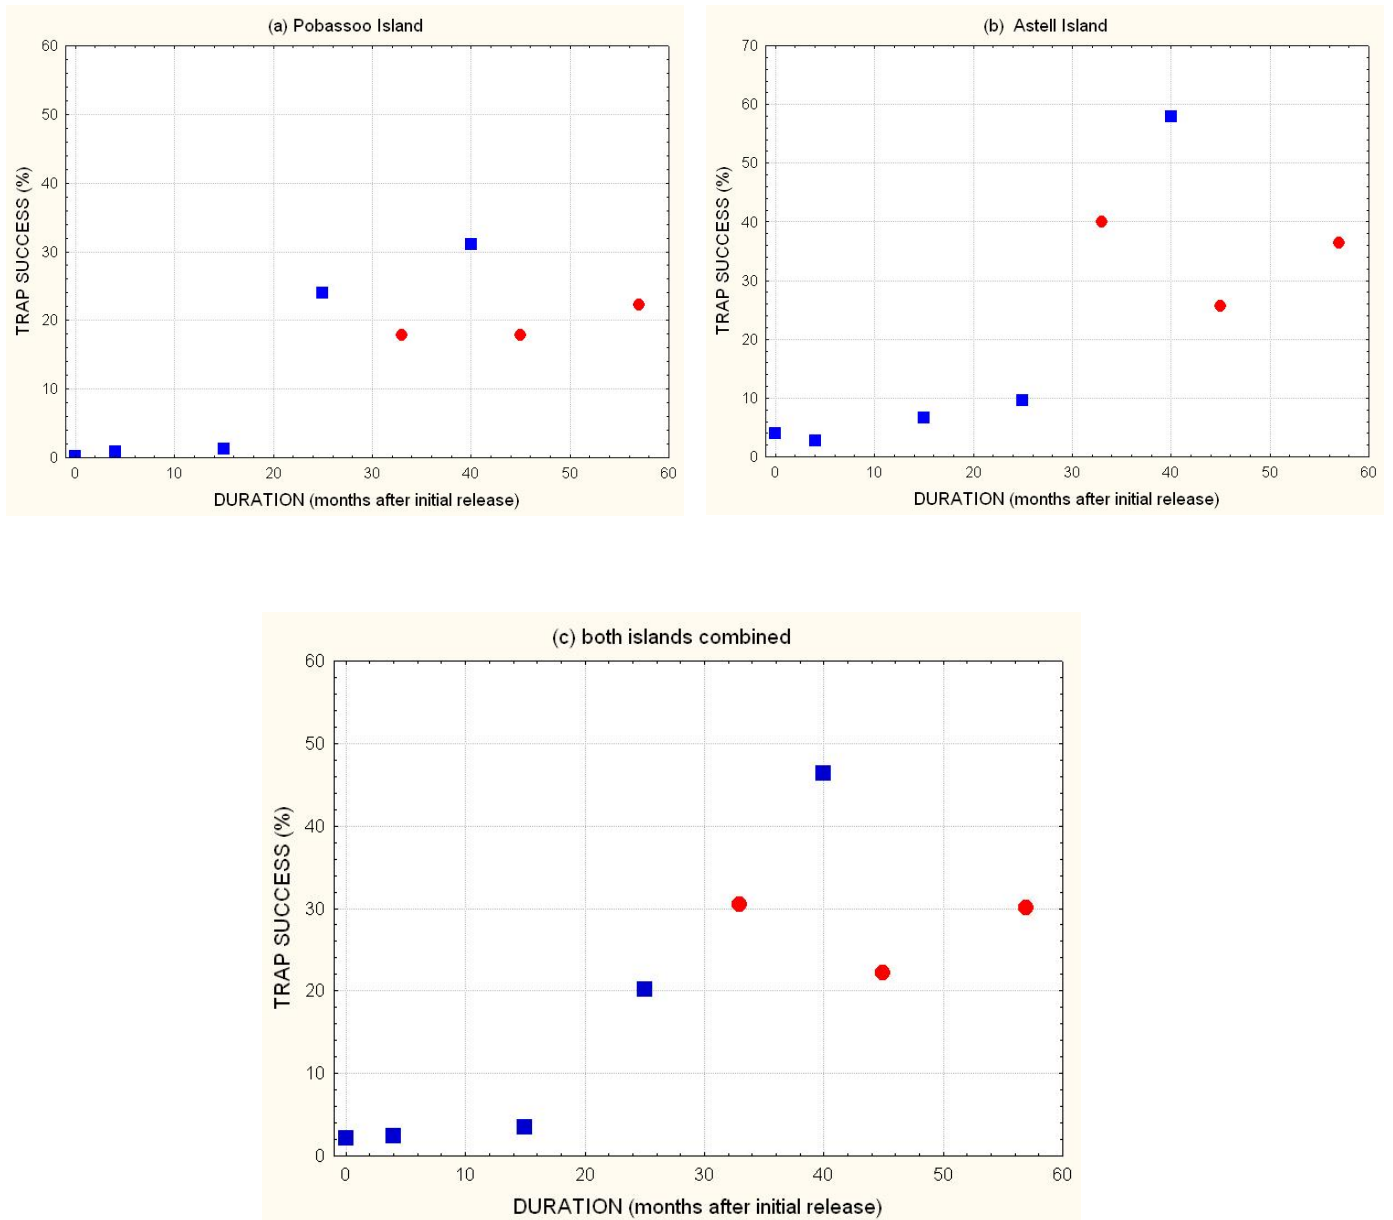 (a) Pobassoo Island
60
50
40
30
20
10
0
TRAP SUCCESS (%)
0 10 20 30 40 50 60
DURATION (months after initial release)
(b) Astell Island
70
60
50
40
30
20
10
0
TRAP SUCCESS (%)
0 10 20 30 40 50 60
DURATION (months after initial release)
(c) both islands combined
60
50
40
30
20
10
0
TRAP SUCCESS (%)
0 10 20 30 40 50 60
DURATION (months after initial release)